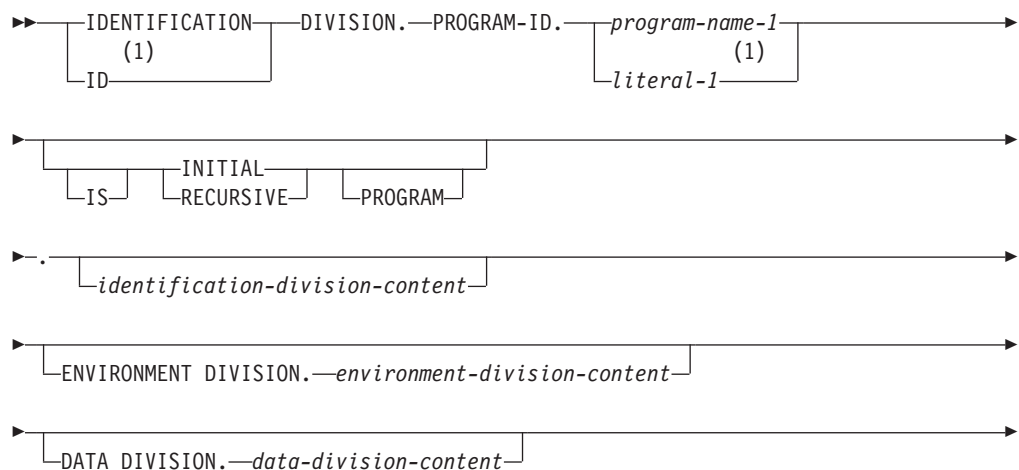 IDENTIFICATION DIVISION. PROGRAM-ID. program-name-1
(1) (1)
ID literal-1
INITIAL
IS RECURSIVE PROGRAM
.
identification-division-content
ENVIRONMENT DIVISION. environment-division-content
DATA DIVISION. data-division-content